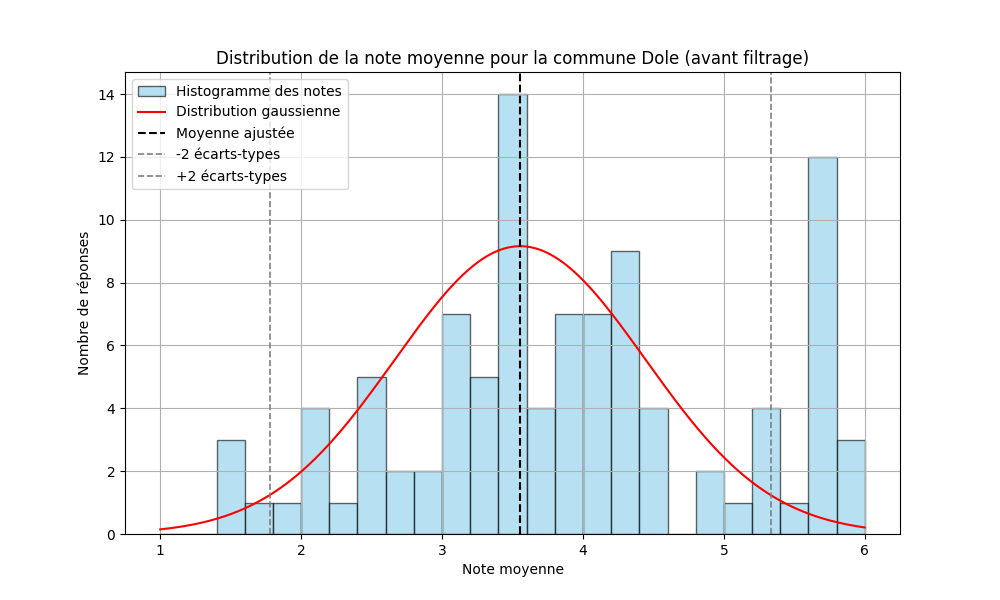 Distribution de la note moyenne pour la commune Dole (avant filtrage)
Histogramme des notes
Distribution gaussienne
Moyenne ajustée
-2 écarts-types
+2 écarts-types
Nombre de réponses
14
12
10
8
6
4
2
0
1 2 3 4 5 6
Note moyenne